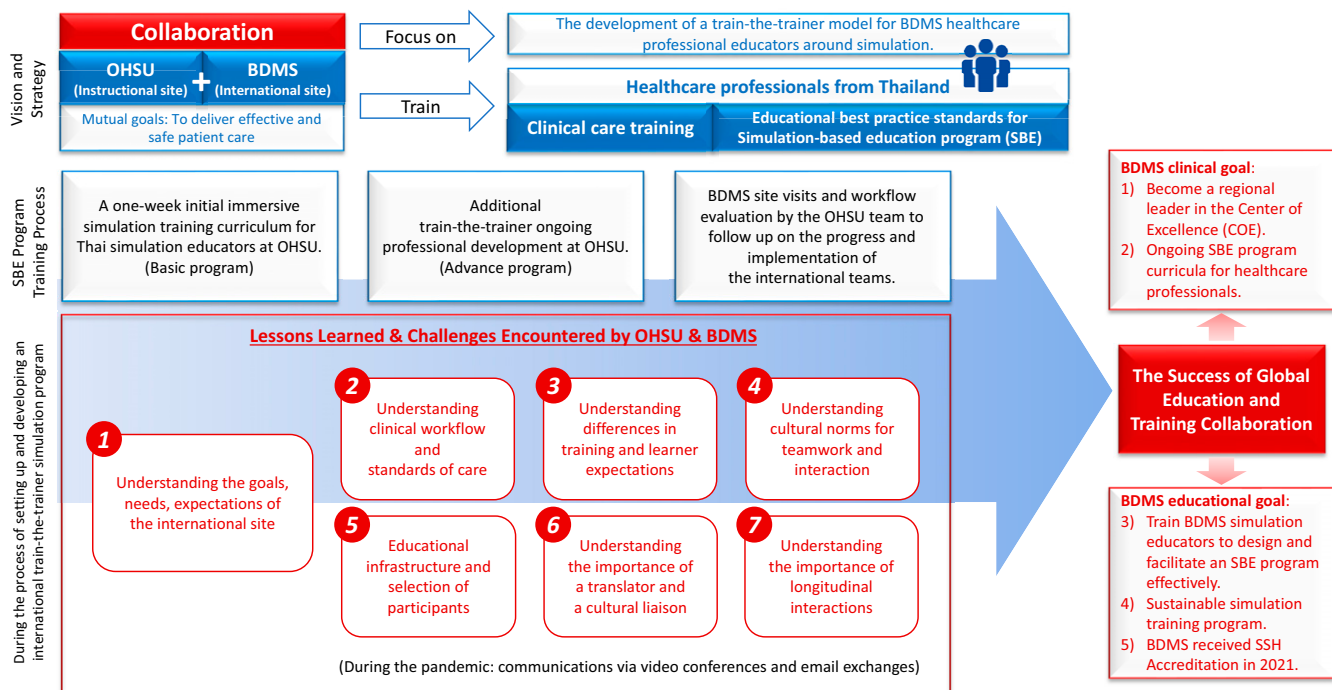 Vision and
Strategy
Collaboration
OHSU
(Instructional site)
+
BDMS
(International site)
Mutual goals: To deliver effective and
safe patient care
Focus on
The development of a train-the-trainer model for BDMS healthcare
professional educators around simulation.
Train
Healthcare professionals from Thailand
Clinical care training
Educational best practice standards for
Simulation-based education program (SBE)
SBE Program
Training Process
A one-week initial immersive
simulation training curriculum for
Thai simulation educators at OHSU.
(Basic program)
Additional
train-the-trainer ongoing
professional development at OHSU.
(Advance program)
BDMS site visits and workflow
evaluation by the OHSU team to
follow up on the progress and
implementation of
the international teams.
During the process of setting up and developing an
international train-the-trainer simulation program
Lessons Learned & Challenges Encountered by OHSU & BDMS
1
Understanding the goals,
needs, expectations of
the international site
2
Understanding
clinical workflow
and
standards of care
3
Understanding
differences in
training and learner
expectations
4
Understanding
cultural norms for
teamwork and
interaction
5
Educational
infrastructure and
selection of
participants
6
Understanding
the importance of
a translator and
a cultural liaison
7
Understanding
the importance of
longitudinal
interactions
(During the pandemic: communications via video conferences and email exchanges)
BDMS clinical goal:
1) Become a regional
leader in the Center of
Excellence (COE).
2) Ongoing SBE program
curricula for healthcare
professionals.
The Success of Global
Education and
Training Collaboration
BDMS educational goal:
3) Train BDMS simulation
educators to design and
facilitate an SBE program
effectively.
4) Sustainable simulation
training program.
5) BDMS received SSH
Accreditation in 2021.